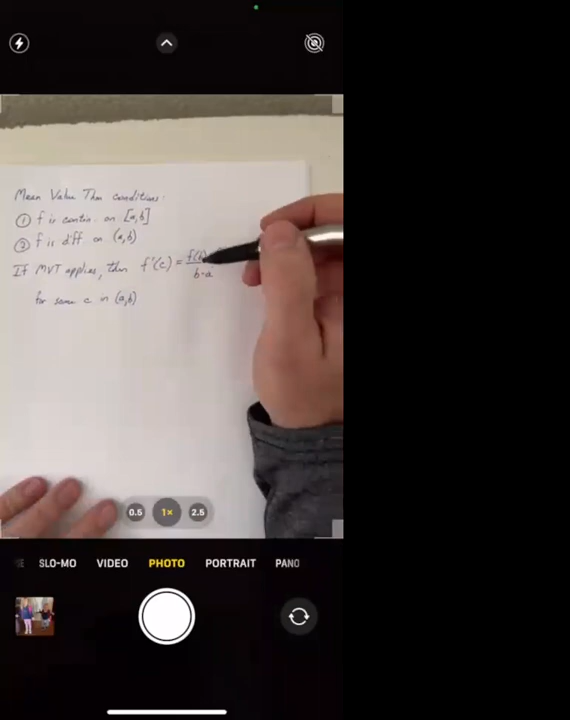 Mean Value Thm conditions:
① f is contin. on [a,b]
② f is diff on (a,b)
If MVT applies, then f'(c) = f(b)
b-a
for some c in (a,b)
0.5 1× 2.5
SLO-MO VIDEO PHOTO PORTRAIT PANO